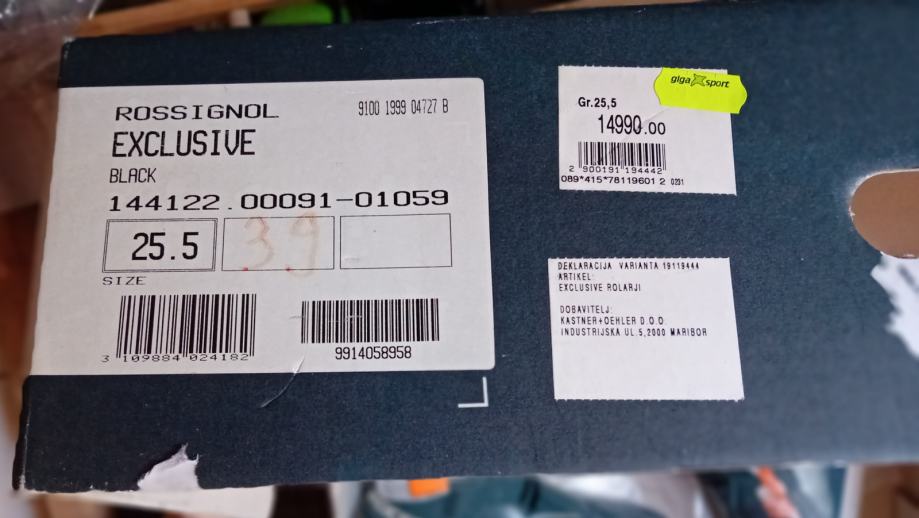 ROSSIGNOL
9100 1999 04727 B
EXCLUSIVE
BLACK
144122.00091-01059
25.5
39
SIZE
3 109884 024182
9914058958
giga sport
Gr.25,5
14990.00
2 900191 194442
089*415*78119601 2 0231
DEKLARACIJA VARIANTA 19119444
ARTIKEL:
EXCLUSIVE ROLARJI
DOBAVITELJ:
KASTNER+OEHLER D.O.O.
INDUSTRIJSKA UL.5,2000 MARIBOR